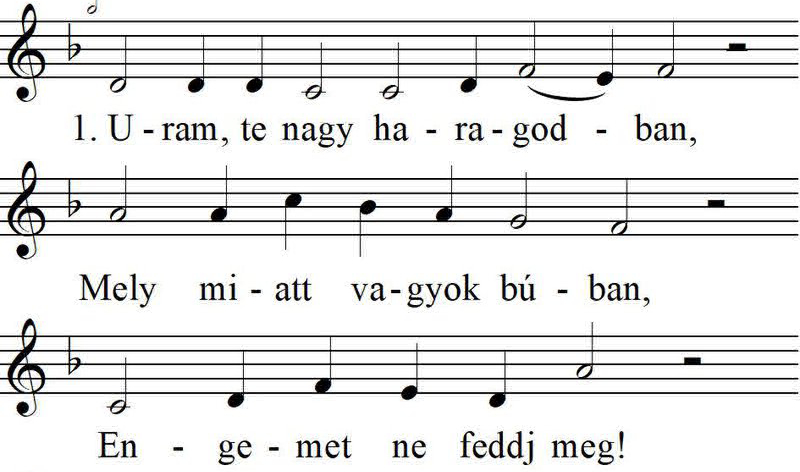 1. U - ram, te nagy ha - ra - god - ban,
Mely mi - att va - gyok bú - ban,
En - ge - met ne feddj meg!